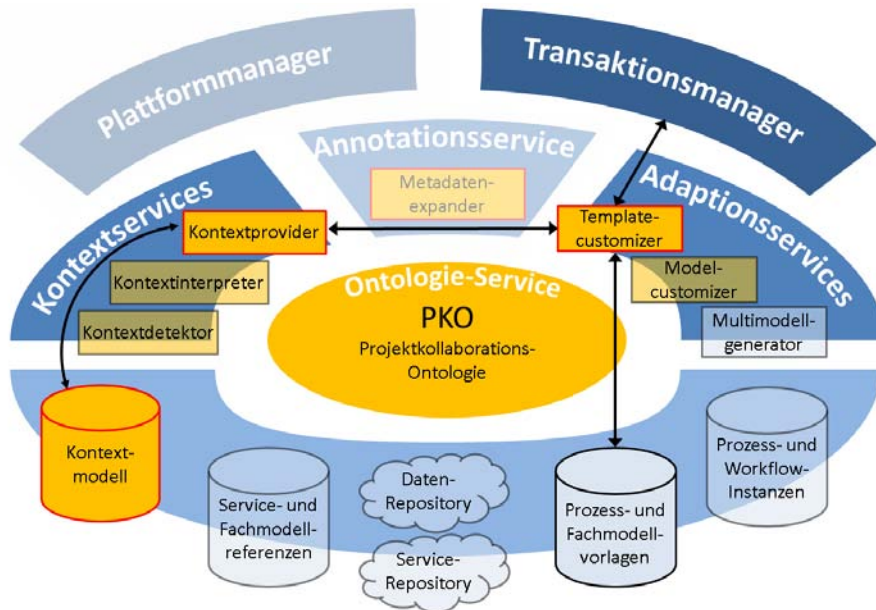 Plattformmanager
Transaktionsmanager
Annotationsservice
Metadaten-
expander
Kontextservices
Adaptionsservices
Kontextprovider
Template-
customizer
Kontextinterpreter
Model-
customizer
Kontextdetektor
Multimodell-
generator
Ontologie-Service
PKO
Projektkollaborations-
Ontologie
Kontext-
modell
Service- und
Fachmodell-
referenzen
Daten-
Repository
Service-
Repository
Prozess- und
Fachmodell-
vorlagen
Prozess- und
Workflow-
Instanzen